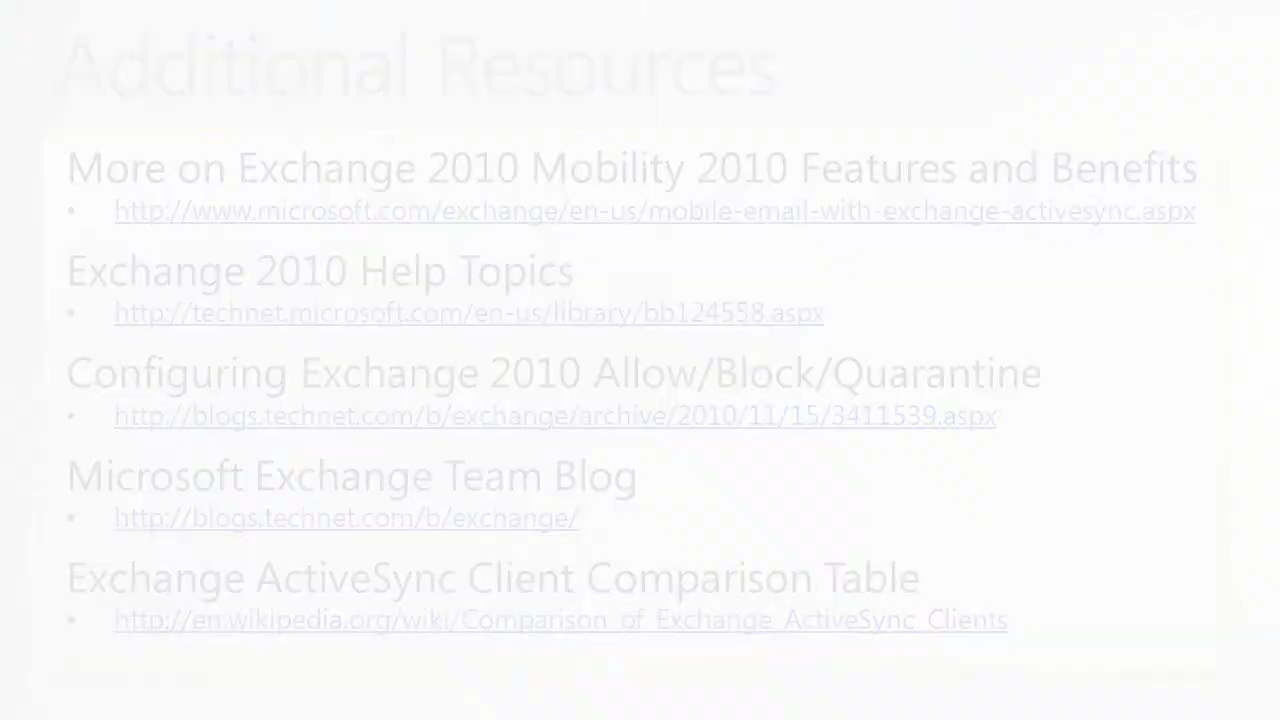 Additional Resources
More on Exchange 2010 Mobility 2010 Features and Benefits
• http://www.microsoft.com/exchange/en-us/mobile-email-with-exchange-activesync.aspx
Exchange 2010 Help Topics
• http://technet.microsoft.com/en-us/library/bb124558.aspx
Configuring Exchange 2010 Allow/Block/Quarantine
• http://blogs.technet.com/b/exchange/archive/2010/11/15/3411539.aspx
Microsoft Exchange Team Blog
• http://blogs.technet.com/b/exchange/
Exchange ActiveSync Client Comparison Table
• http://en.wikipedia.org/wiki/Comparison_of_Exchange_ActiveSync_Clients